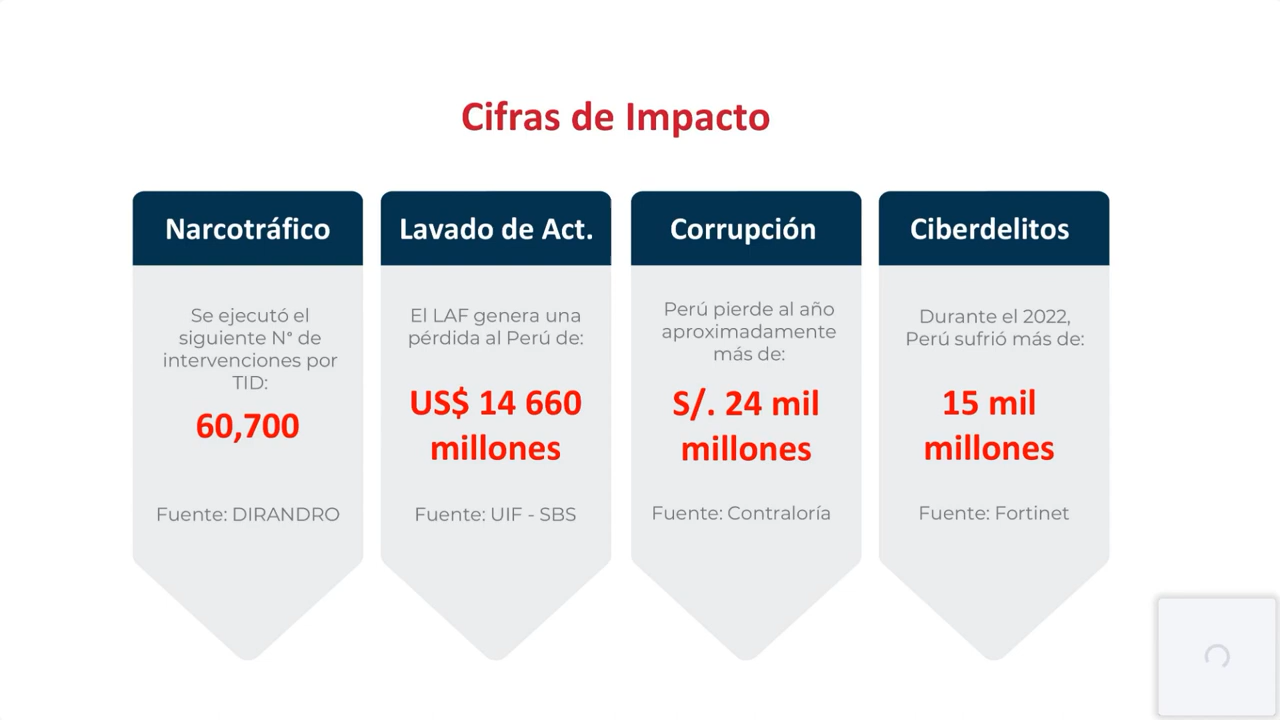 Cifras de Impacto
Narcotráfico
Se ejecutó el
siguiente N° de
intervenciones por
TID:
60,700
Fuente: DIRANDRO
Lavado de Act.
El LAF genera una
pérdida al Perú de:
US$ 14 660
millones
Fuente: UIF - SBS
Corrupción
Perú pierde al año
aproximadamente
más de:
S/. 24 mil
millones
Fuente: Contraloría
Ciberdelitos
Durante el 2022,
Perú sufrió más de:
15 mil
millones
Fuente: Fortinet